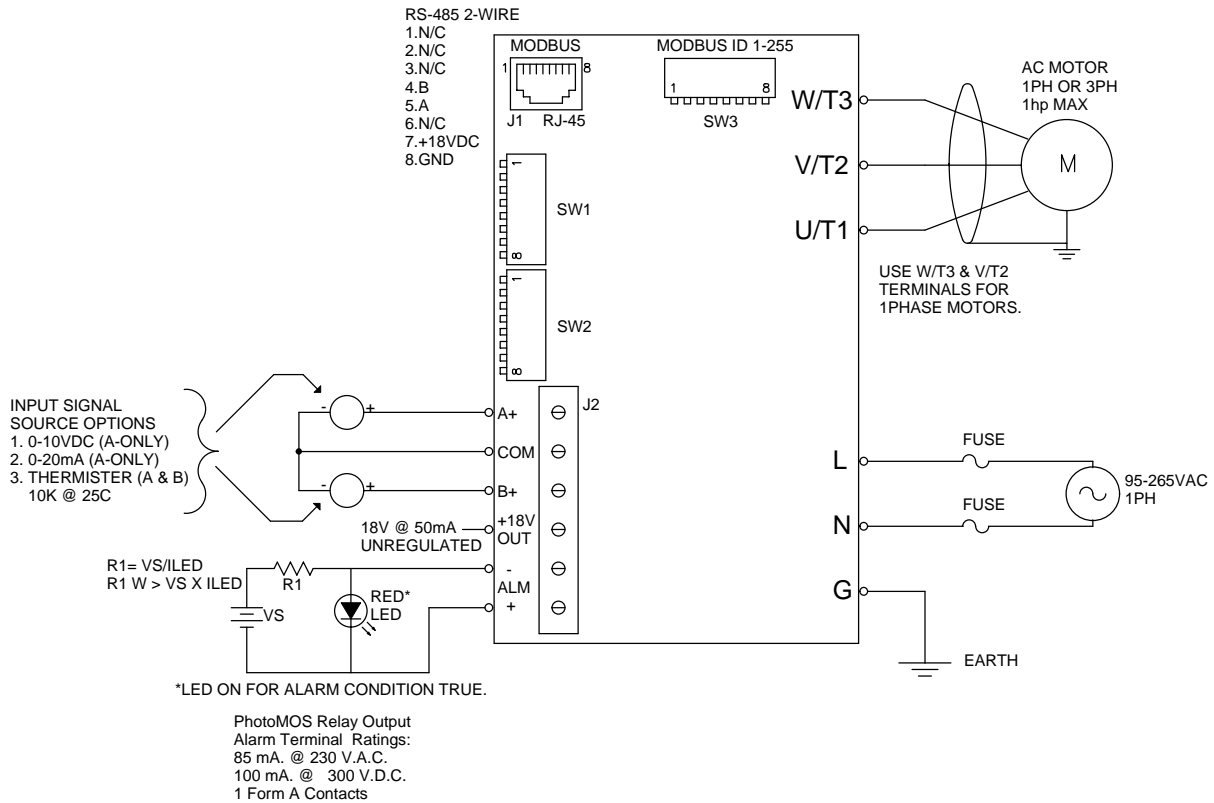 RS-485 2-WIRE
1.N/C
2.N/C
3.N/C
4.B
5.A
6.N/C
7.+18VDC
8.GND
MODBUS
1
8
J1 RJ-45
MODBUS ID 1-255
1 8
SW3
1
8
SW1
1
8
SW2
W/T3
V/T2
U/T1
AC MOTOR
1PH OR 3PH
1hp MAX
M
USE W/T3 & V/T2
TERMINALS FOR
1PHASE MOTORS.
INPUT SIGNAL
SOURCE OPTIONS
1. 0-10VDC (A-ONLY)
2. 0-20mA (A-ONLY)
3. THERMISTER (A & B)
10K @ 25C
- +
- +
J2
A+
COM
B+
+18V
OUT
-
ALM
+
18V @ 50mA
UNREGULATED
R1= VS/ILED
R1 W > VS X ILED
R1
VS
RED*
LED
*LED ON FOR ALARM CONDITION TRUE.
PhotoMOS Relay Output
Alarm Terminal Ratings:
85 mA. @ 230 V.A.C.
100 mA. @ 300 V.D.C.
1 Form A Contacts
L
N
G
FUSE
FUSE
95-265VAC
1PH
EARTH